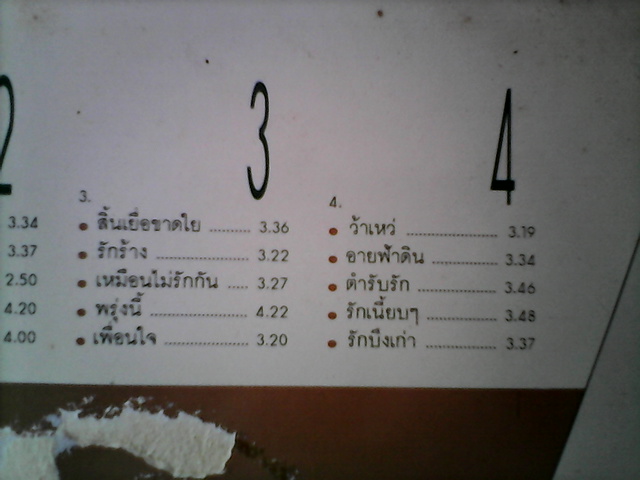 2
3.34
3.37
2.50
4.20
4.00
3
3.
สิ้นเยื่อขาดใย .......... 3.36
รักร้าง .......................... 3.22
เหมือนไม่รักกัน ..... 3.27
พรุ่งนี้ ............................ 4.22
เพื่อนใจ ........................ 3.20
4
4.
ว้าเหว่ ............................ 3.19
อายฟ้าดิน .................... 3.34
ตำรับรัก ........................ 3.46
รักเนี้ยบๆ ..................... 3.48
รักบึงเก่า ...................... 3.37